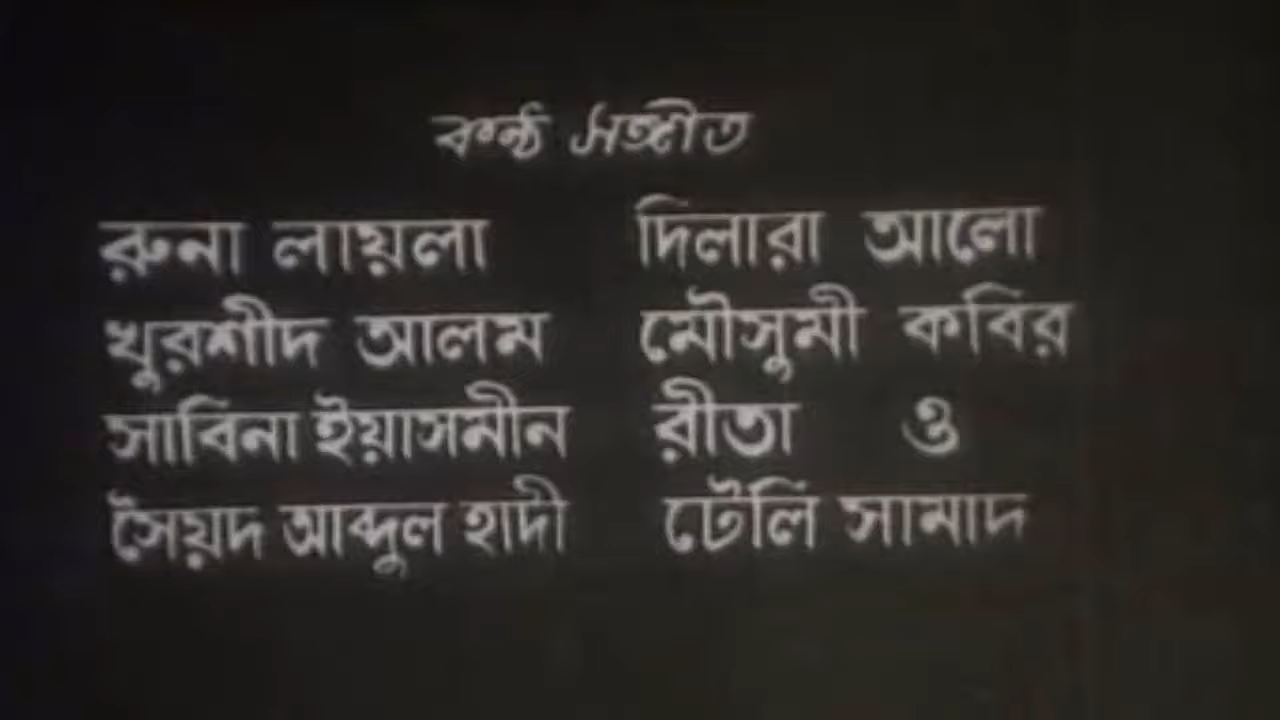 কন্ঠ সঙ্গীত
রুনা লায়লা
খুরশীদ আলম
সাবিনা ইয়াসমীন
সৈয়দ আব্দুল হাদী
দিলারা আলো
মৌসুমী কবির
রীতা ও
টেলি সামাদ